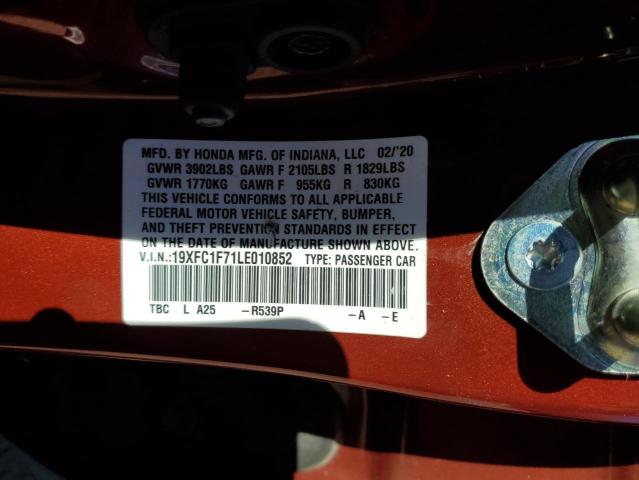 MFD. BY HONDA MFG. OF INDIANA, LLC 02/'20
GVWR 3902LBS GAWR F 2105LBS R 1829LBS
GVWR 1770KG GAWR F 955KG R 830KG
THIS VEHICLE CONFORMS TO ALL APPLICABLE
FEDERAL MOTOR VEHICLE SAFETY, BUMPER,
AND THEFT PREVENTION STANDARDS IN EFFECT
ON THE DATE OF MANUFACTURE SHOWN ABOVE.
V.I.N.:19XFC1F71LE010852 TYPE: PASSENGER CAR
TBC L A25 -R539P -A -E